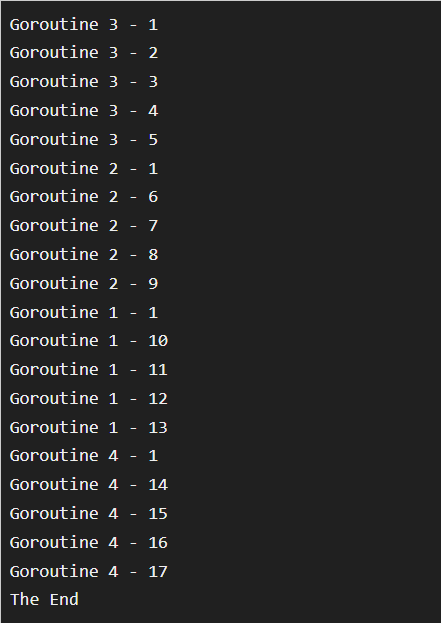 Goroutine 3 - 1
Goroutine 3 - 2
Goroutine 3 - 3
Goroutine 3 - 4
Goroutine 3 - 5
Goroutine 2 - 1
Goroutine 2 - 6
Goroutine 2 - 7
Goroutine 2 - 8
Goroutine 2 - 9
Goroutine 1 - 1
Goroutine 1 - 10
Goroutine 1 - 11
Goroutine 1 - 12
Goroutine 1 - 13
Goroutine 4 - 1
Goroutine 4 - 14
Goroutine 4 - 15
Goroutine 4 - 16
Goroutine 4 - 17
The End